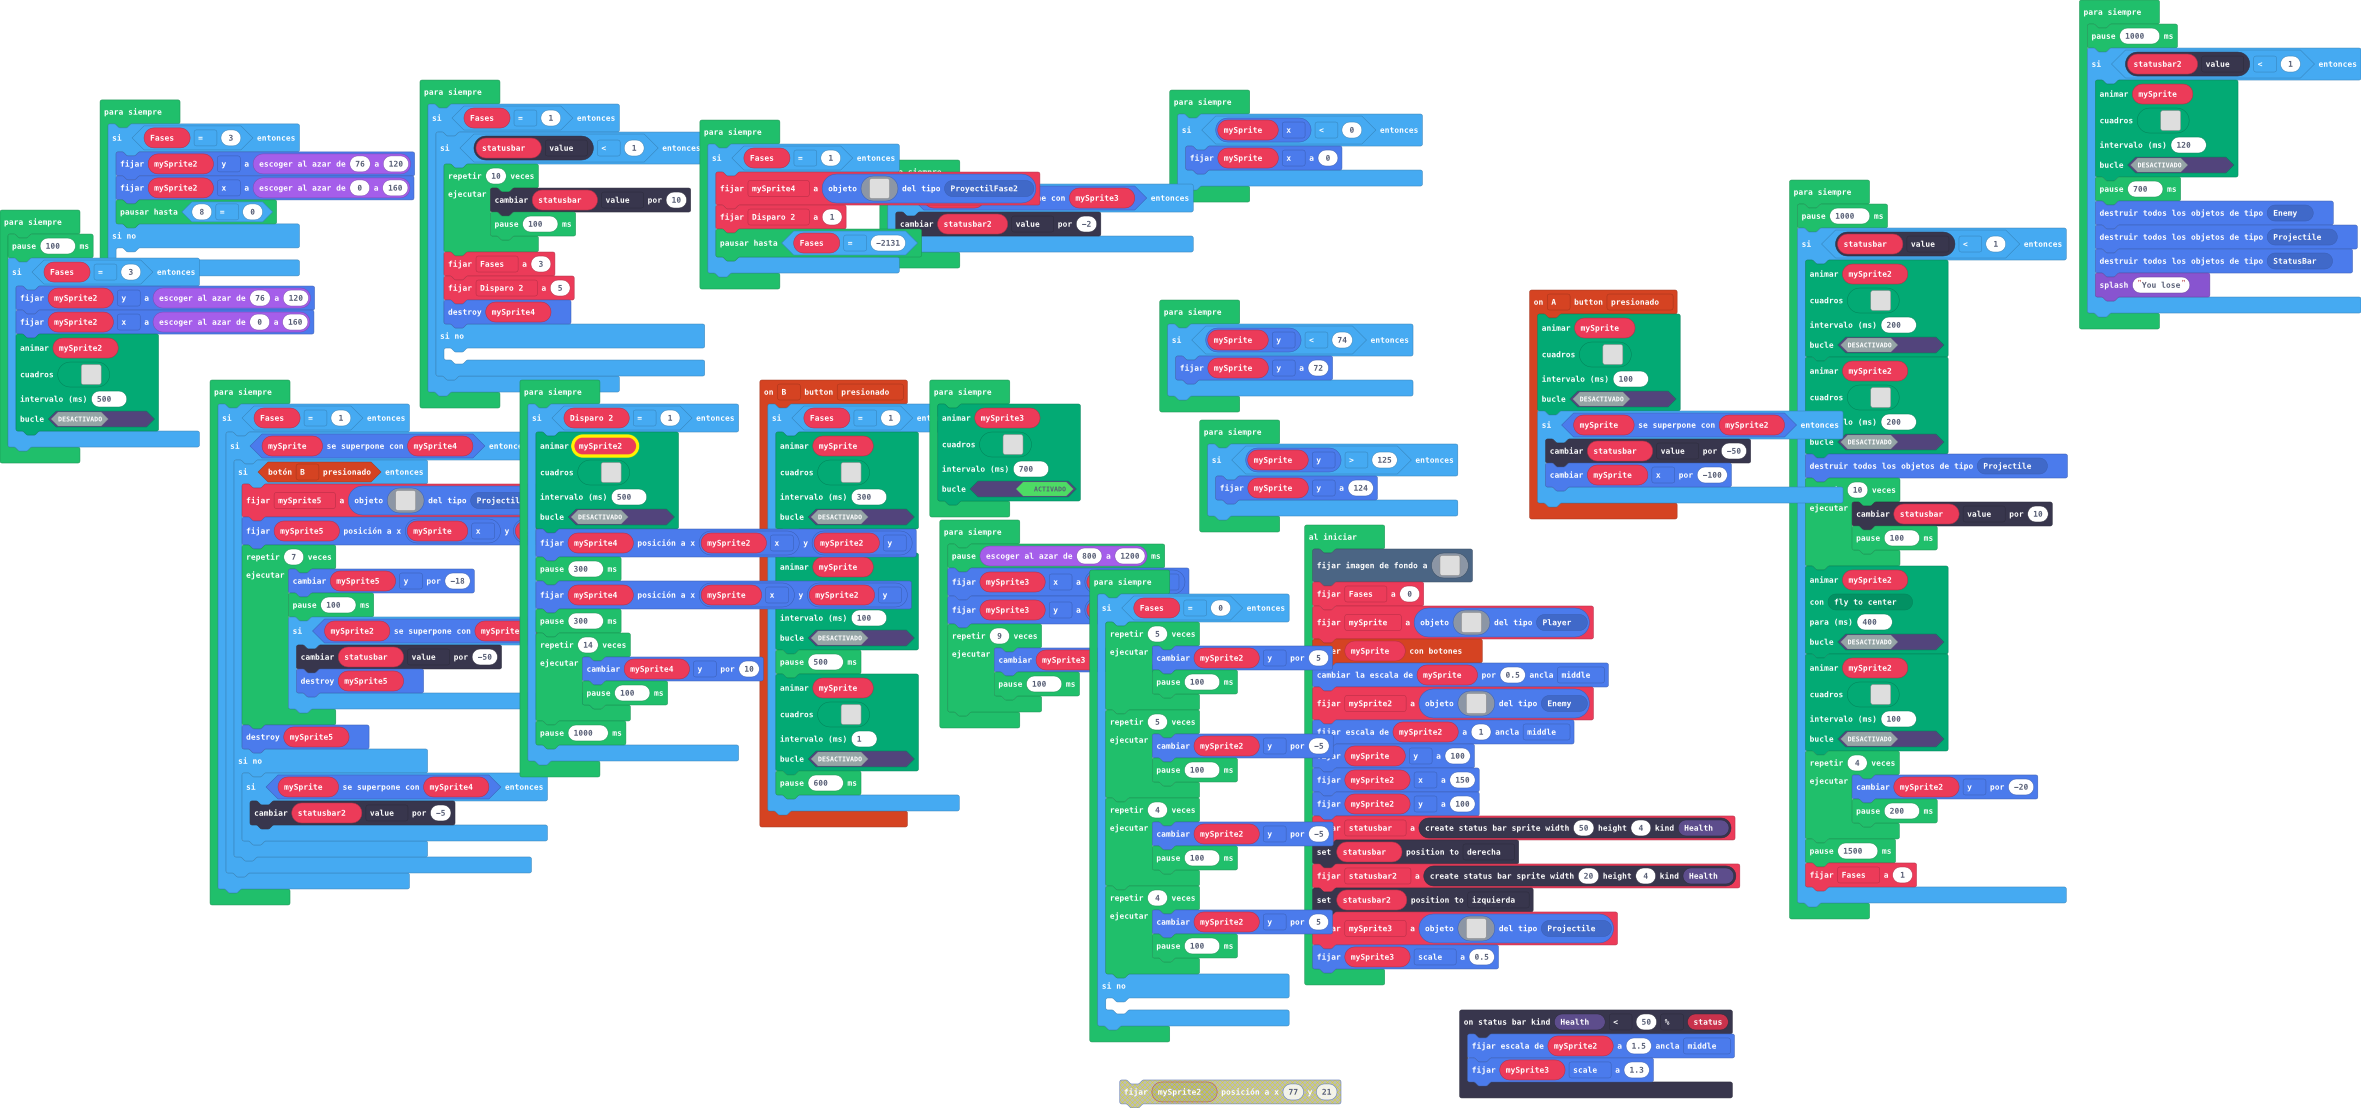 para siempre
pause 100 ms
si Fases = 3 entonces
fijar mySprite2 y a escoger al azar de 76 a 120
fijar mySprite2 x a escoger al azar de 0 a 160
animar mySprite2
cuadros
intervalo (ms) 500
bucle DESACTIVADO
para siempre
si Fases = 3 entonces
fijar mySprite2 y a escoger al azar de 76 a 120
fijar mySprite2 x a escoger al azar de 0 a 160
pausar hasta 8 = 0
si no
para siempre
si Fases = 1 entonces
si mySprite se superpone con mySprite4
si botón B presionado entonces
fijar mySprite5 a objeto del tipo
fijar mySprite5 posición a x mySprite x y
repetir 7 veces
ejecutar cambiar mySprite5 y por -18
pause 100 ms
si mySprite2 se superpone con
cambiar statusbar value por -50
destroy mySprite5
destroy mySprite5
si no
si mySprite se superpone con mySprite4 entonces
cambiar statusbar2 value por -5
para siempre
si Fases = 1 entonces
si statusbar value < 1 entonces
repetir 10 veces
ejecutar cambiar statusbar value por 10
pause 100 ms
fijar Fases a 3
fijar Disparo 2 a 5
destroy mySprite4
si no
para siempre
si Disparo 2 = 1 entonces
animar mySprite2
cuadros
intervalo (ms) 500
bucle DESACTIVADO
fijar mySprite4 posición a x mySprite2 x y mySprite2 y
pause 300 ms
fijar mySprite4 posición a x mySprite x y mySprite2 y
pause 300 ms
repetir 14 veces
ejecutar cambiar mySprite4 y por 10
pause 100 ms
pause 1000 ms
para siempre
si Fases = 1 entonces
fijar mySprite4 a objeto del tipo ProyectilFase2
fijar Disparo 2 a 1
pausar hasta Fases = -2131
con mySprite3 entonces
cambiar statusbar2 value por -2
on B button presionado
si Fases = 1
animar mySprite
cuadros
intervalo (ms) 300
bucle DESACTIVADO
animar mySprite
intervalo (ms) 100
bucle DESACTIVADO
pause 500 ms
animar mySprite
cuadros
intervalo (ms) 1
bucle DESACTIVADO
pause 600 ms
para siempre
animar mySprite3
cuadros
intervalo (ms) 700
bucle ACTIVADO
para siempre
pause escoger al azar de 800 a 1200 ms
fijar mySprite3 x a
fijar mySprite3 y a
repetir 9 veces
ejecutar cambiar mySprite3
pause 100 ms
para siempre
si Fases = 0 entonces
repetir 5 veces
ejecutar cambiar mySprite2 y por 5
pause 100 ms
repetir 5 veces
ejecutar cambiar mySprite2 y por -5
pause 100 ms
repetir 4 veces
ejecutar cambiar mySprite2 y por -5
pause 100 ms
repetir 4 veces
ejecutar cambiar mySprite2 y por 5
pause 100 ms
si no
fijar mySprite2 posición a x 77 y 21
para siempre
si mySprite x < 0 entonces
fijar mySprite x a 0
para siempre
si mySprite y < 74 entonces
fijar mySprite y a 72
para siempre
si mySprite y > 125 entonces
fijar mySprite y a 124
al iniciar
fijar imagen de fondo a
fijar Fases a 0
fijar mySprite a objeto del tipo Player
mySprite con botones
cambiar la escala de mySprite por 0.5 ancla middle
fijar mySprite2 a objeto del tipo Enemy
fijar escala de mySprite2 a 1 ancla middle
mySprite y a 100
fijar mySprite2 x a 150
fijar mySprite2 y a 100
statusbar a create status bar sprite width 50 height 4 kind Health
set statusbar position to derecha
fijar statusbar2 a create status bar sprite width 20 height 4 kind Health
set statusbar2 position to izquierda
mySprite3 a objeto del tipo Projectile
fijar mySprite3 scale a 0.5
on status bar kind Health < 50 % status
fijar escala de mySprite2 a 1.5 ancla middle
fijar mySprite3 scale a 1.3
on A button presionado
animar mySprite
cuadros
intervalo (ms) 100
bucle DESACTIVADO
si mySprite se superpone con mySprite2 entonces
cambiar statusbar value por -50
cambiar mySprite x por -100
para siempre
pause 1000 ms
si statusbar value < 1 entonces
animar mySprite2
cuadros
intervalo (ms) 200
bucle DESACTIVADO
animar mySprite2
cuadros
(ms) 200
bucle DESACTIVADO
destruir todos los objetos de tipo Projectile
10 veces
ejecutar cambiar statusbar value por 10
pause 100 ms
animar mySprite2
con fly to center
para (ms) 400
bucle DESACTIVADO
animar mySprite2
cuadros
intervalo (ms) 100
bucle DESACTIVADO
repetir 4 veces
ejecutar cambiar mySprite2 y por -20
pause 200 ms
pause 1500 ms
fijar Fases a 1
para siempre
pause 1000 ms
si statusbar2 value < 1 entonces
animar mySprite
cuadros
intervalo (ms) 120
bucle DESACTIVADO
pause 700 ms
destruir todos los objetos de tipo Enemy
destruir todos los objetos de tipo Projectile
destruir todos los objetos de tipo StatusBar
splash "You lose"